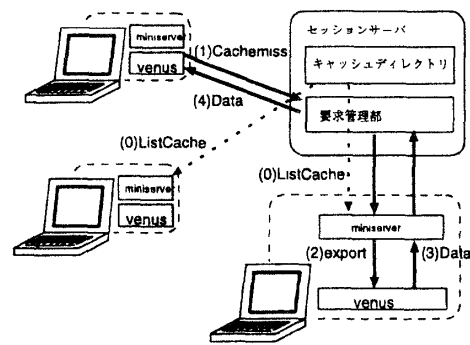 miniserver
venus
(1)Cachemiss
(4)Data
セッションサーバ
キャッシュディレクトリ
要求管理部
(0)ListCache
miniserver
venus
(0)ListCache
miniserver
(2)export
(3)Data
venus